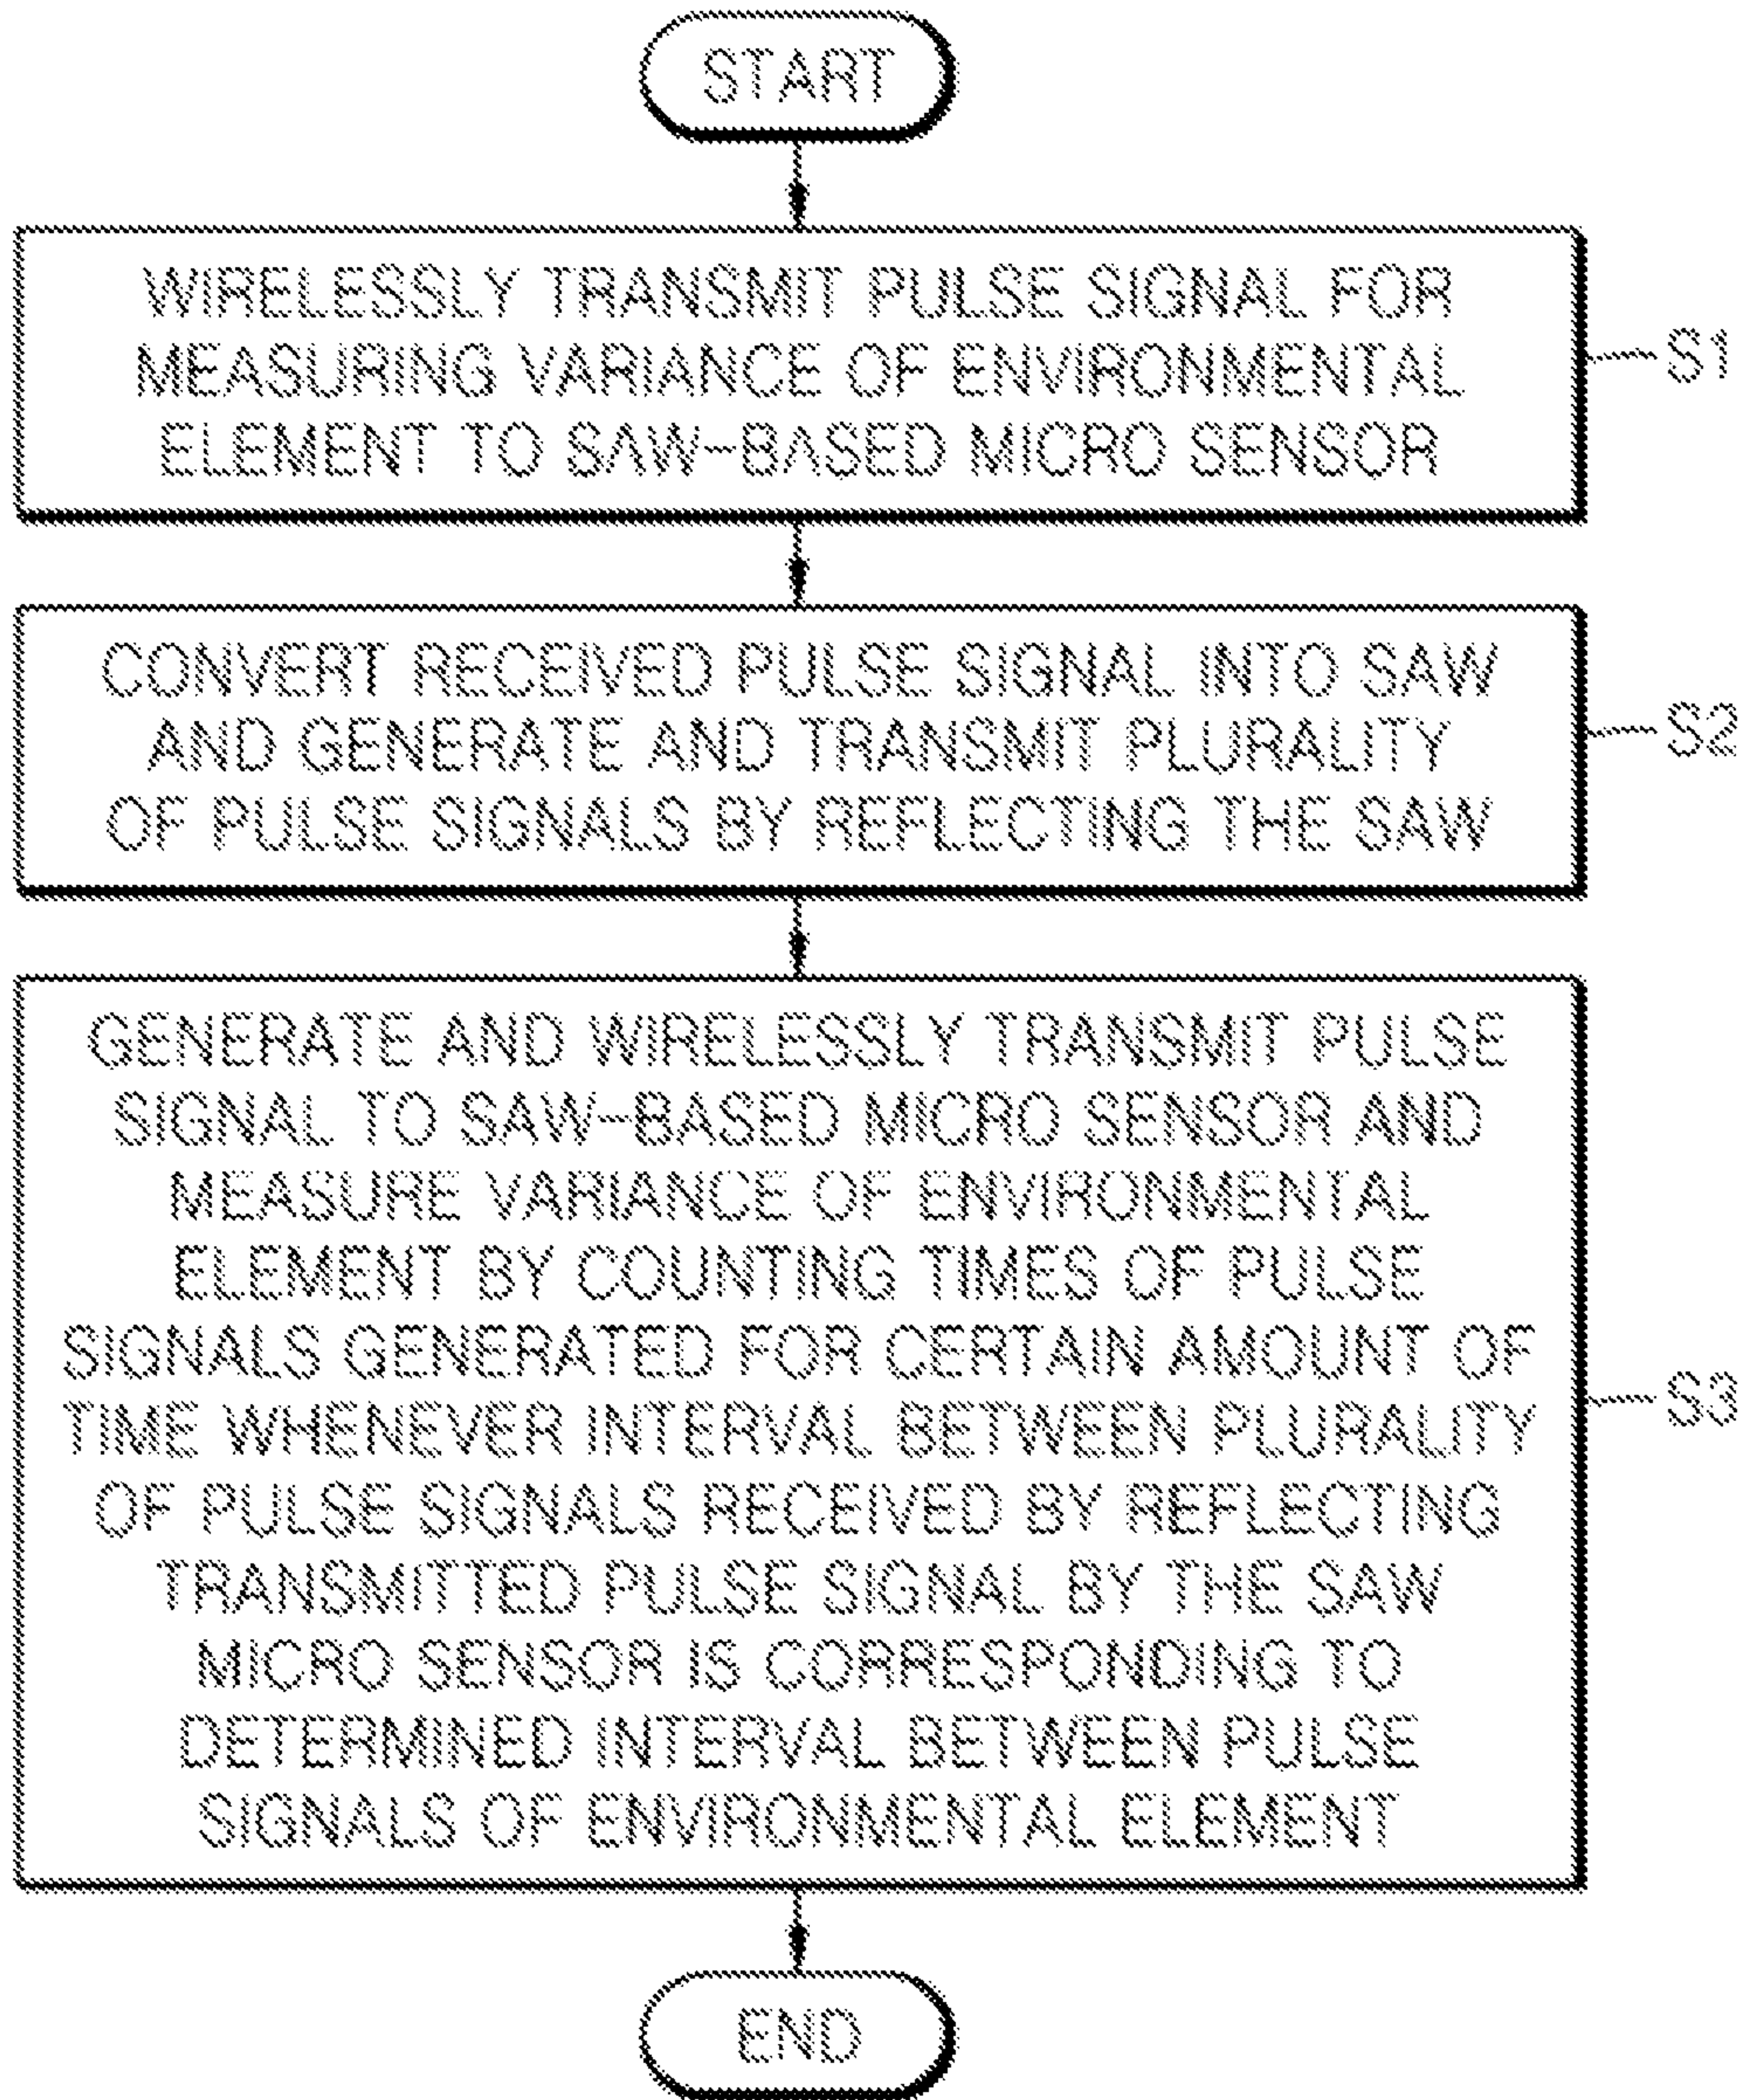 START
WIRELESSLY TRANSMIT PULSE SIGNAL FOR
MEASURING VARIANCE OF ENVIRONMENTAL
ELEMENT TO SAW-BASED MICRO SENSOR
S1
CONVERT RECEIVED PULSE SIGNAL INTO SAW
AND GENERATE AND TRANSMIT PLURALITY
OF PULSE SIGNALS BY REFLECTING THE SAW
S2
GENERATE AND WIRELESSLY TRANSMIT PULSE
SIGNAL TO SAW-BASED MICRO SENSOR AND
MEASURE VARIANCE OF ENVIRONMENTAL
ELEMENT BY COUNTING TIMES OF PULSE
SIGNALS GENERATED FOR CERTAIN AMOUNT OF
TIME WHENEVER INTERVAL BETWEEN PLURALITY
OF PULSE SIGNALS RECEIVED BY REFLECTING
TRANSMITTED PULSE SIGNAL BY THE SAW
MICRO SENSOR IS CORRESPONDING TO
DETERMINED INTERVAL BETWEEN PULSE
SIGNALS OF ENVIRONMENTAL ELEMENT
S3
END